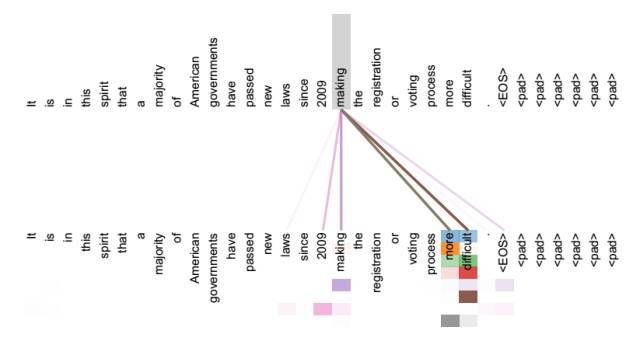 It is in this spirit that a majority of American governments have passed new laws since 2009 making the registration or voting process more difficult . <EOS> <pad> <pad> <pad> <pad> <pad> <pad>
It is in this spirit that a majority of American governments have passed new laws since 2009 making the registration or voting process more difficult . <EOS> <pad> <pad> <pad> <pad> <pad> <pad>